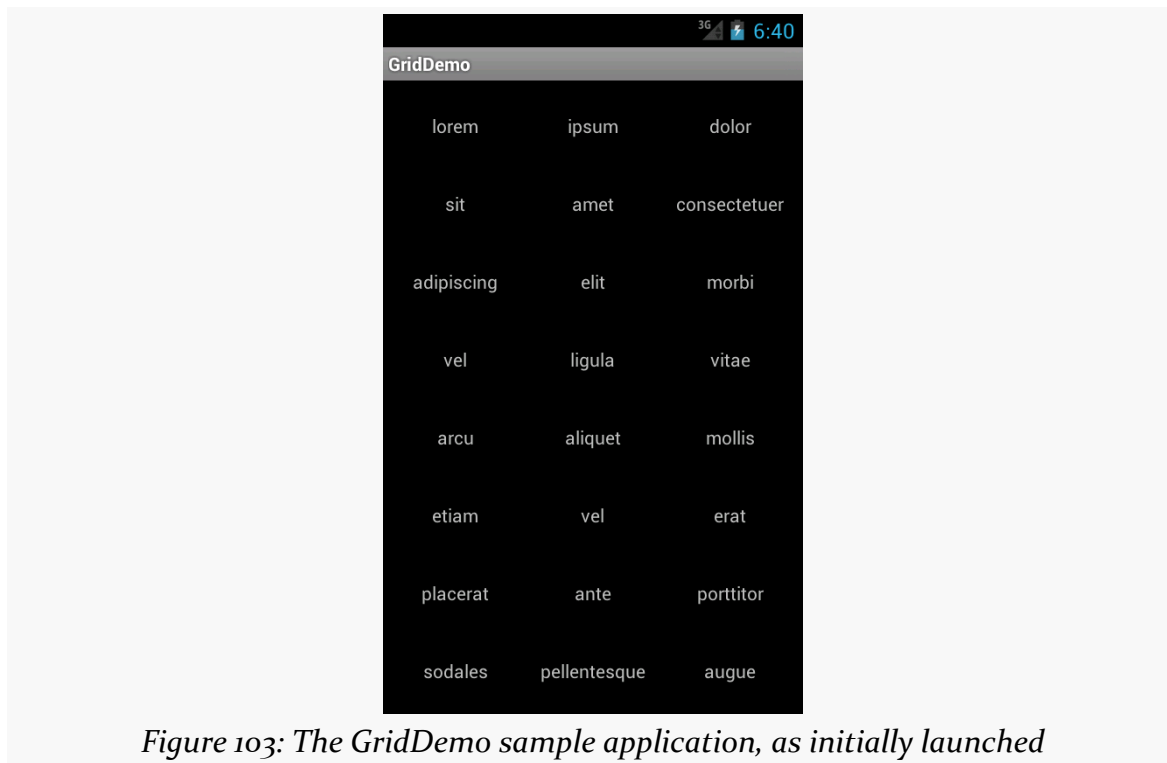 3G 6:40
GridDemo
lorem ipsum dolor
sit amet consectetuer
adipiscing elit morbi
vel ligula vitae
arcu aliquet mollis
etiam vel erat
placerat ante porttitor
sodales pellentesque augue
Figure 103: The GridDemo sample application, as initially launched